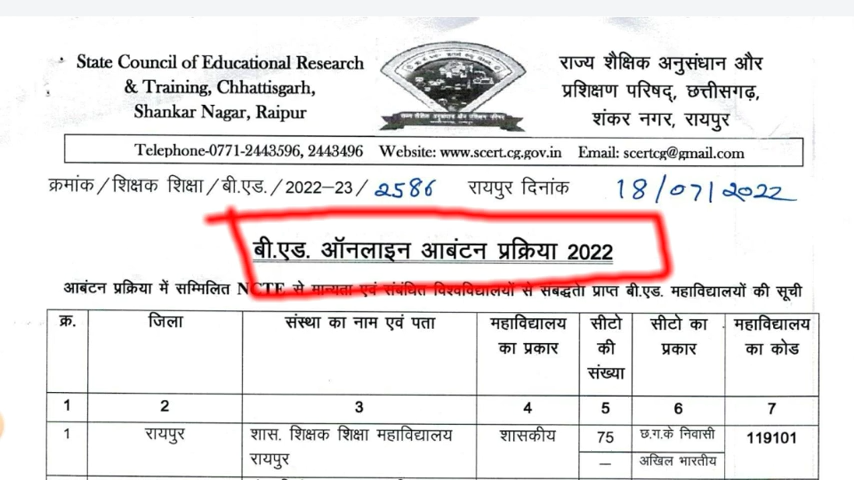 State Council of Educational Research
& Training, Chhattisgarh,
Shankar Nagar, Raipur
राज्य शैक्षिक अनुसंधान और
प्रशिक्षण परिषद्, छत्तीसगढ़,
शंकर नगर, रायपुर
Telephone-0771-2443596, 2443496 Website: www.scert.cg.gov.in Email: scertcg@gmail.com
क्रमांक / शिक्षक शिक्षा / बी.एड. / 2022-23 / 2586 रायपुर दिनांक 18/07/2022
बी.एड. ऑनलाइन आबंटन प्रक्रिया 2022
आबंटन प्रक्रिया में सम्मिलित NCTE से मान्यता एवं संबंधित विश्वविद्यालयों से संबद्धता प्राप्त बी.एड. महाविद्यालयों की सूची
क्र. जिला संस्था का नाम एवं पता महाविद्यालय का प्रकार सीटो की संख्या सीटो का प्रकार महाविद्यालय का कोड
1 2 3 4 5 6 7
1 रायपुर शास. शिक्षक शिक्षा महाविद्यालय रायपुर शासकीय 75 छ.ग.के निवासी 119101
— अखिल भारतीय